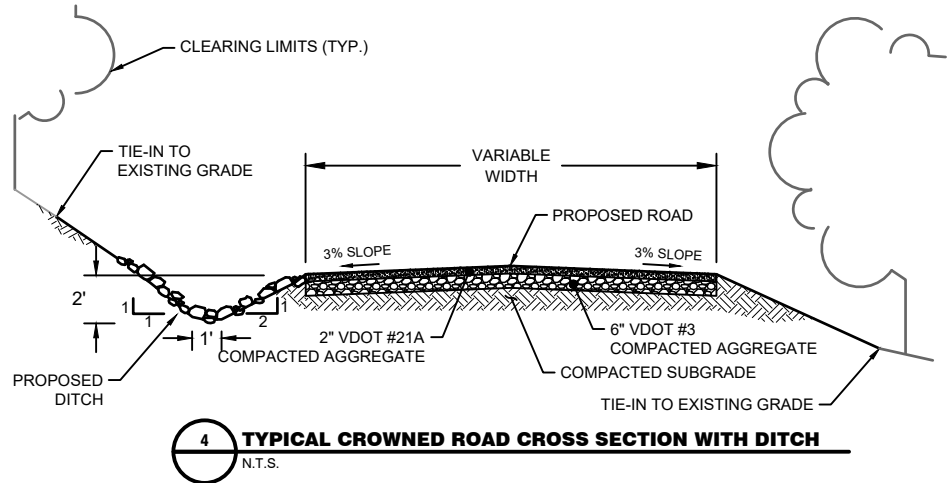 CLEARING LIMITS (TYP.)
TIE-IN TO
EXISTING GRADE
VARIABLE
WIDTH
PROPOSED ROAD
3% SLOPE
3% SLOPE
2'
1
1
1'
2
1
2" VDOT #21A
COMPACTED AGGREGATE
6" VDOT #3
COMPACTED AGGREGATE
COMPACTED SUBGRADE
PROPOSED
DITCH
TIE-IN TO EXISTING GRADE
4
TYPICAL CROWNED ROAD CROSS SECTION WITH DITCH
N.T.S.